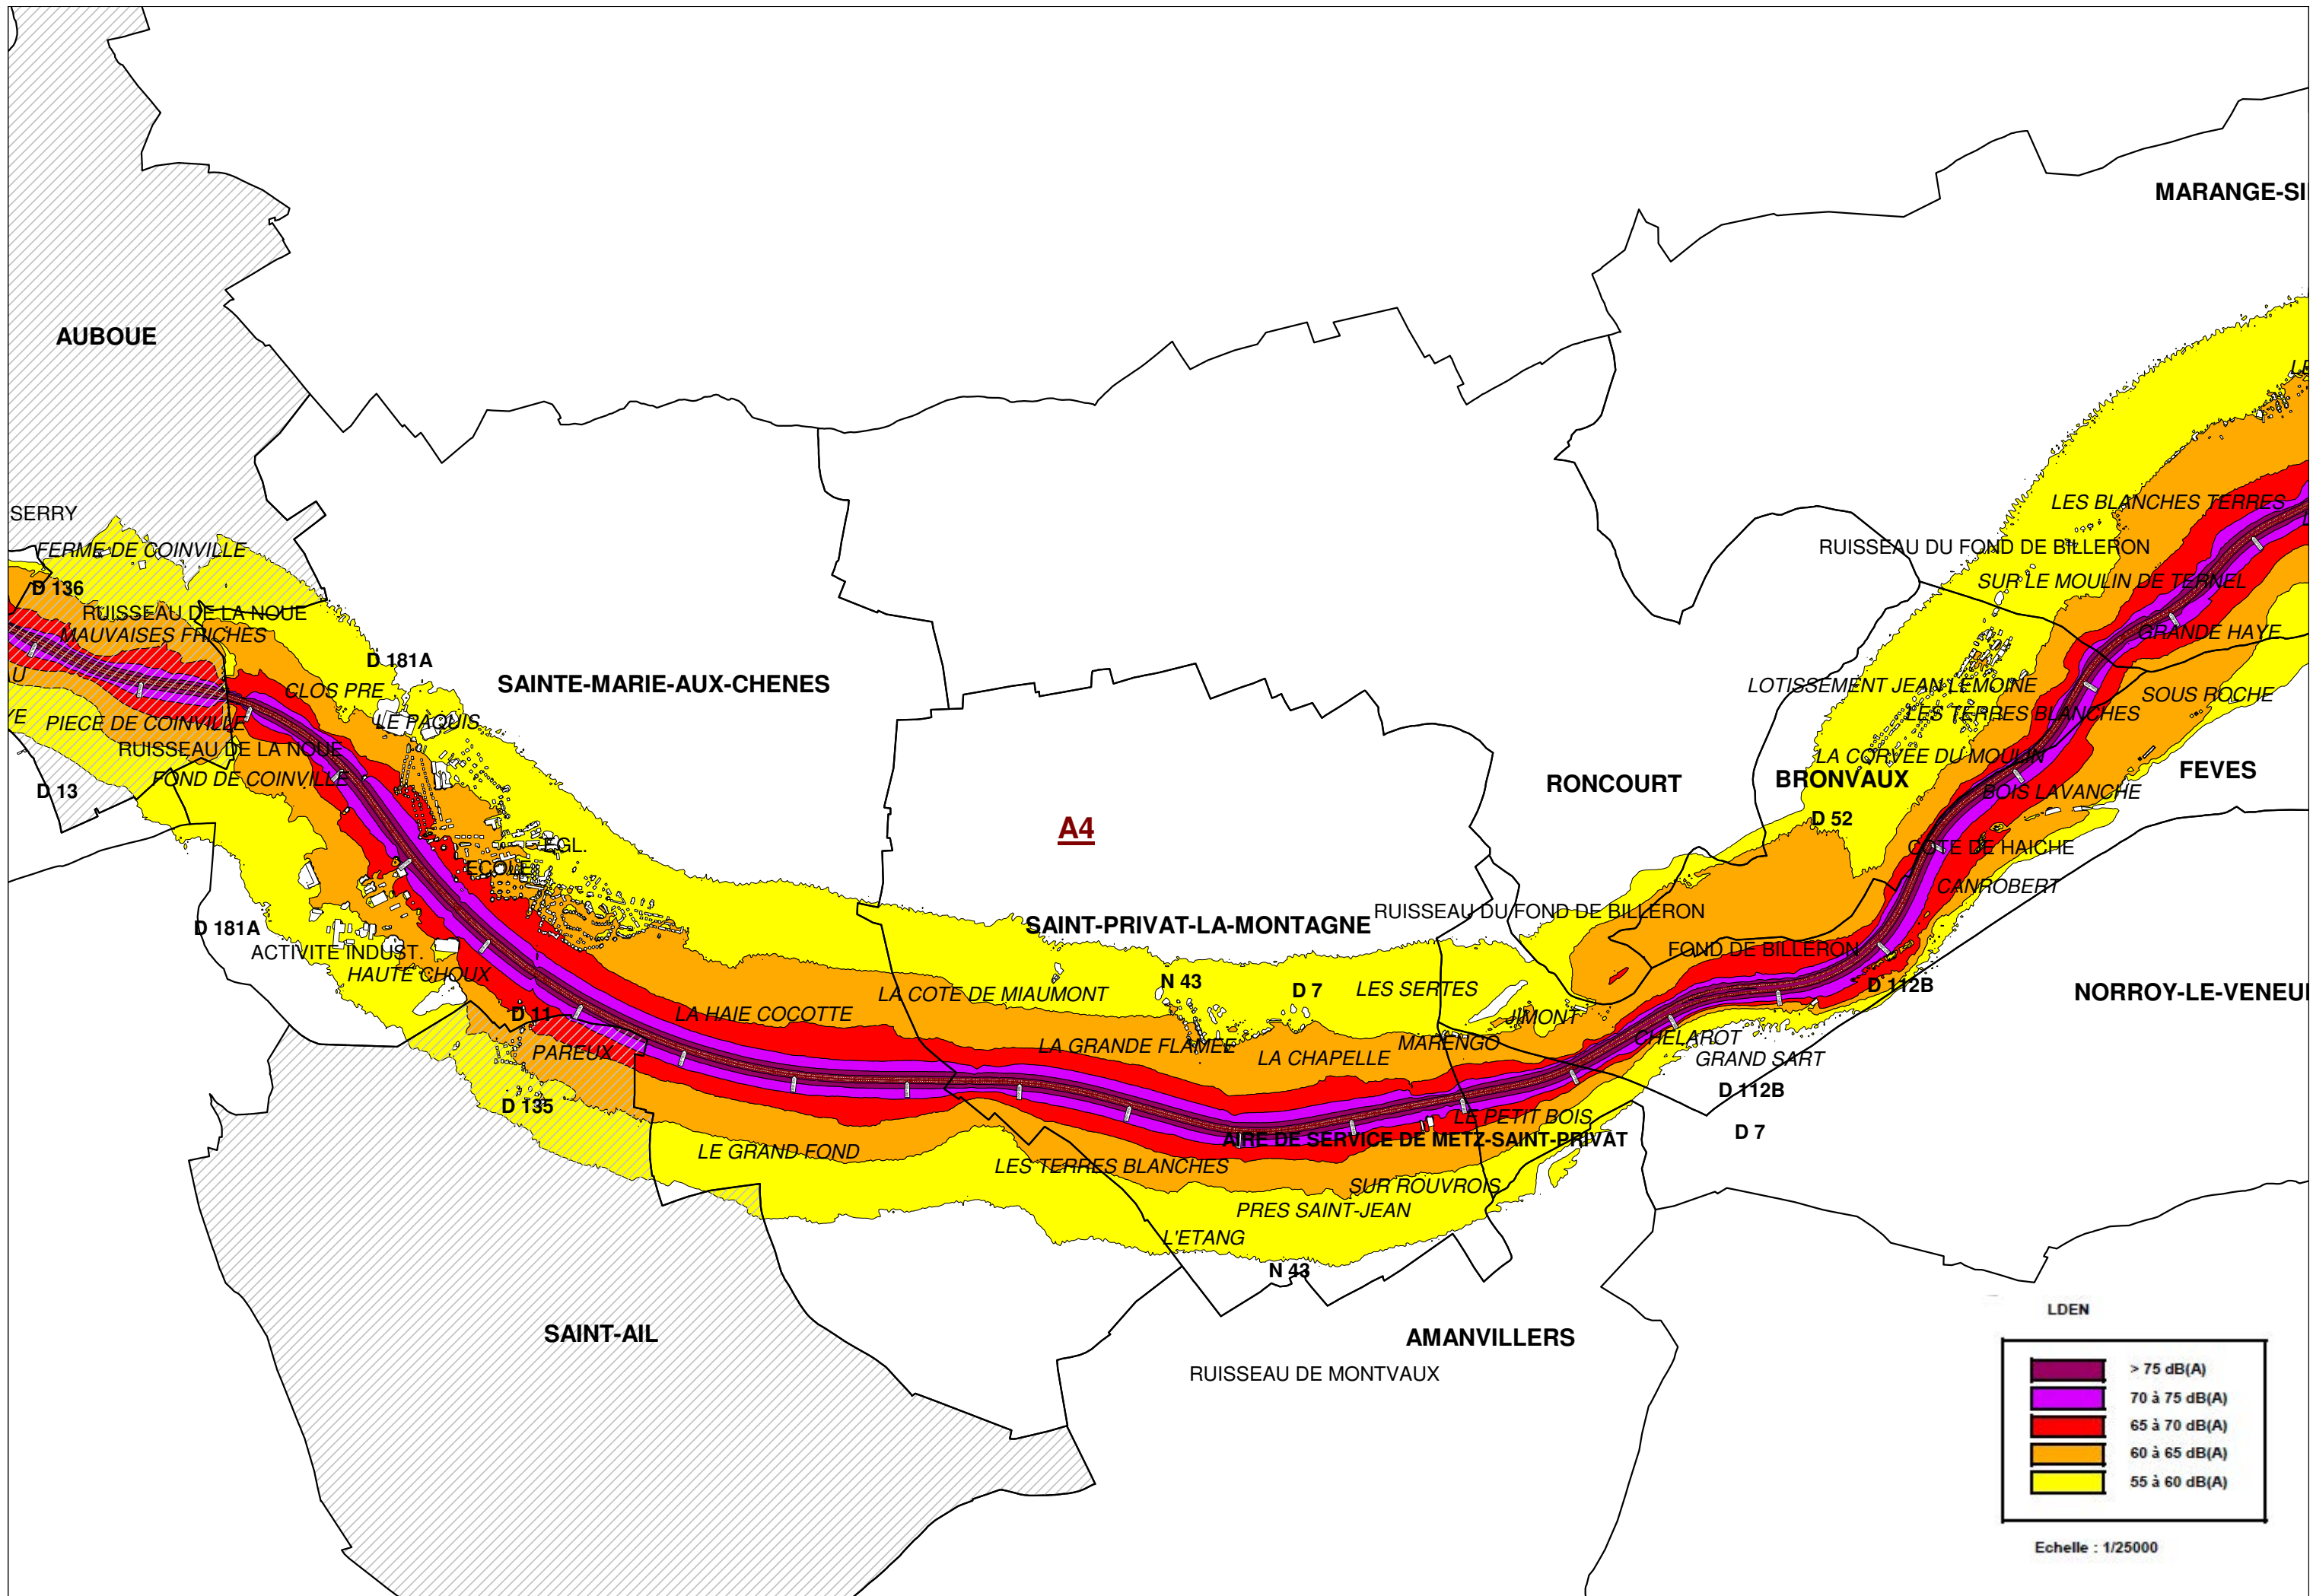 MARANGE-SI
AUBOUE
LE
LES BLANCHES TERRES
SERRY
RUISSEAU DU FOND DE BILLERON
FERME DE COINVILLE
SUR LE MOULIN DE TERNEL
D 136
RUISSEAU DE LA NOUE
MAUVAISES FRICHES
GRANDE HAYE
D 181A
U
SAINTE-MARIE-AUX-CHENES
CLOS PRE
LOTISSEMENT JEAN LEMOINE
SOUS ROCHE
YE
PIECE DE COINVILLE
LE PAQUIS
LES TERRES BLANCHES
RUISSEAU DE LA NOUE
LA CORVEE DU MOULIN
FOND DE COINVILLE
RONCOURT
BRONVAUX
FEVES
D 13
BOIS LAVANCHE
A4
D 52
EGL.
COTE DE HAICHE
ECOLE
CANROBERT
RUISSEAU DU FOND DE BILLERON
D 181A
SAINT-PRIVAT-LA-MONTAGNE
ACTIVITE INDUST.
FOND DE BILLERON
HAUTE CHOUX
N 43
D 7
LES SERTES
D 112B
LA COTE DE MIAUMONT
NORROY-LE-VENEU
D 11
LA HAIE COCOTTE
JIMONT
CHELAROT
LA GRANDE FLAMEE
MARENGO
PAREUX
LA CHAPELLE
GRAND SART
D 112B
D 135
LE PETIT BOIS
D 7
AIRE DE SERVICE DE METZ-SAINT-PRIVAT
LE GRAND FOND
LES TERRES BLANCHES
SUR ROUVROIS
PRES SAINT-JEAN
L'ETANG
N 43
LDEN
SAINT-AIL
AMANVILLERS
RUISSEAU DE MONTVAUX
> 75 dB(A)
70 à 75 dB(A)
65 à 70 dB(A)
60 à 65 dB(A)
55 à 60 dB(A)
Echelle : 1/25000